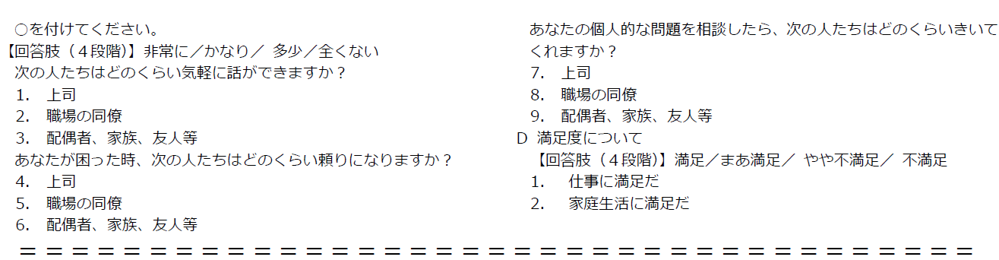 ○を付けてください。
【回答肢（４段階）】非常に／かなり／ 多少／全くない
次の人たちはどのくらい気軽に話ができますか？
1. 上司
2. 職場の同僚
3. 配偶者、家族、友人等
あなたが困った時、次の人たちはどのくらい頼りになりますか？
4. 上司
5. 職場の同僚
6. 配偶者、家族、友人等
あなたの個人的な問題を相談したら、次の人たちはどのくらいきいて
くれますか？
7. 上司
8. 職場の同僚
9. 配偶者、家族、友人等
D 満足度について
【回答肢（４段階）】満足／まあ満足／ やや不満足／ 不満足
1. 仕事に満足だ
2. 家庭生活に満足だ
＝＝＝＝＝＝＝＝＝＝＝＝＝＝＝＝＝＝＝＝＝＝＝＝＝＝＝＝＝＝＝＝＝＝＝＝＝